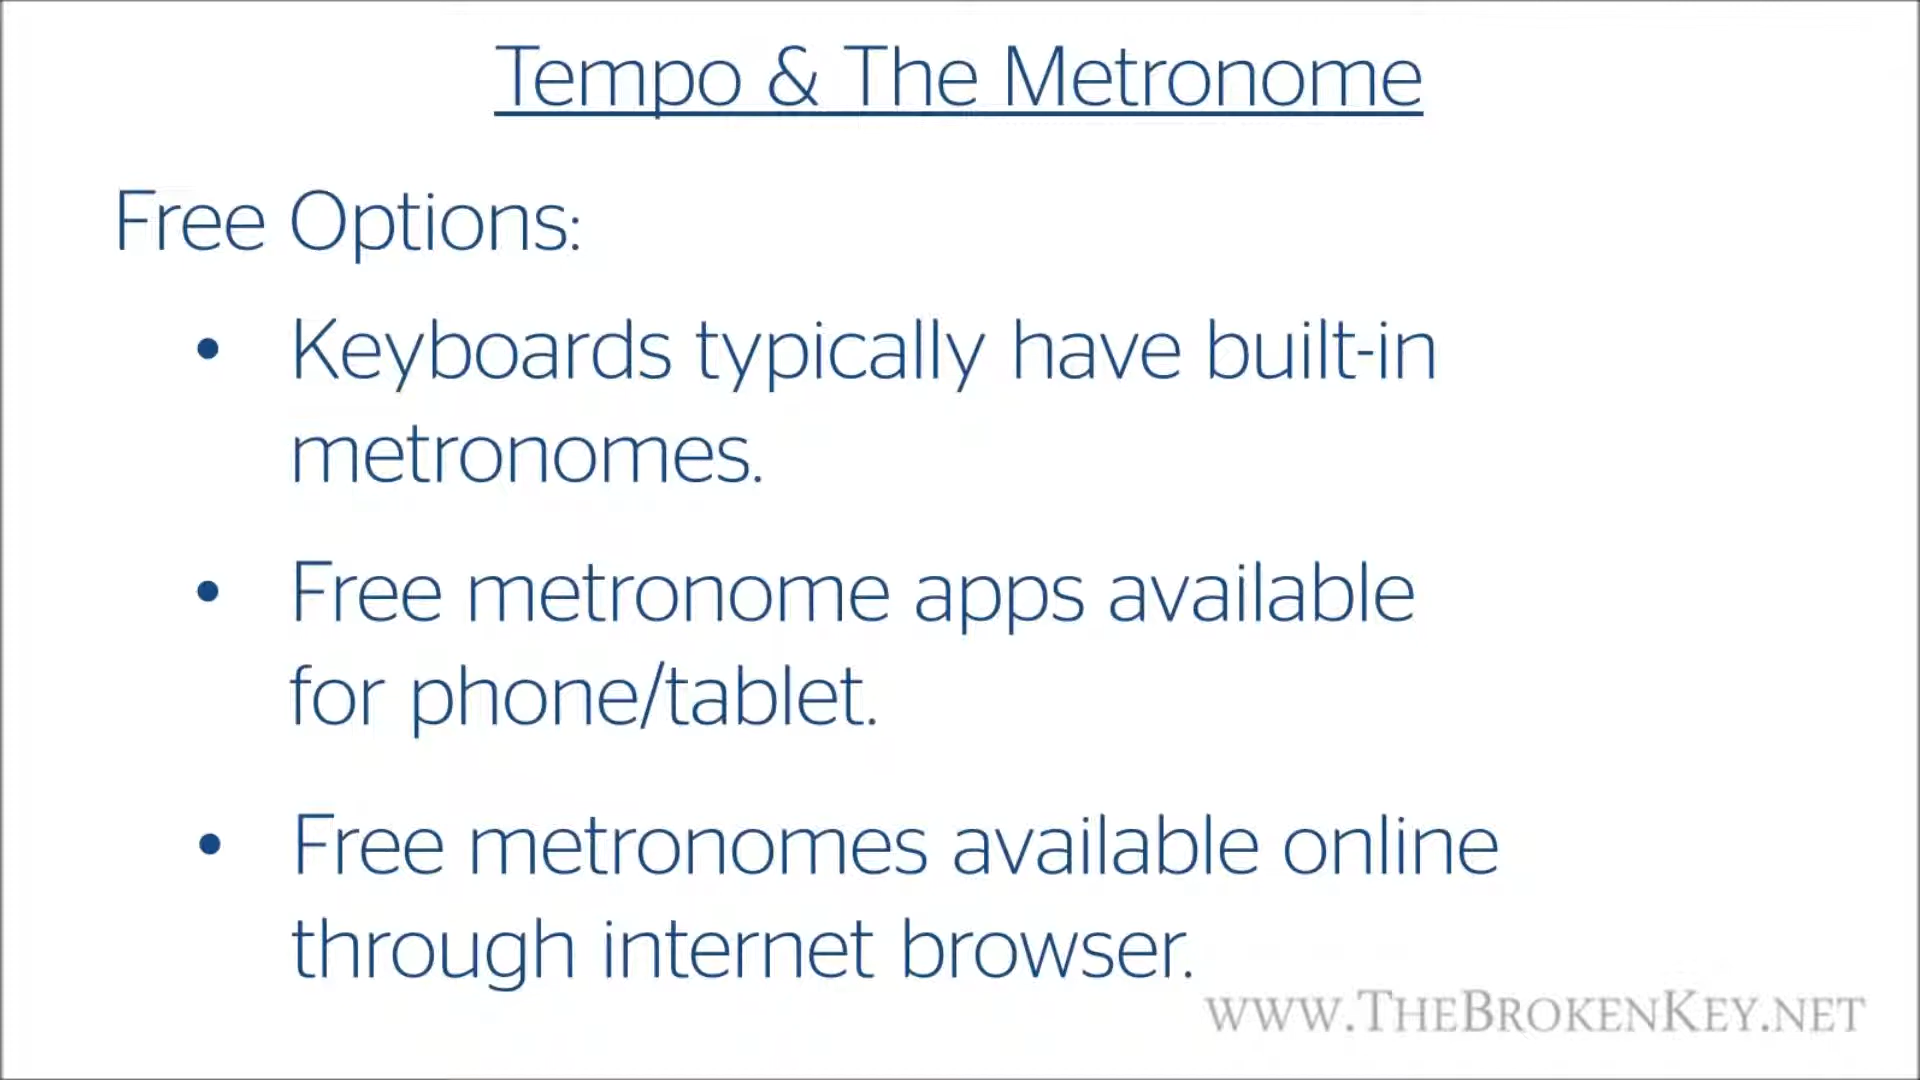 Tempo & The Metronome
Free Options:
• Keyboards typically have built-in
metronomes.
• Free metronome apps available
for phone/tablet.
• Free metronomes available online
through internet browser.
www.TheBrokenKey.net